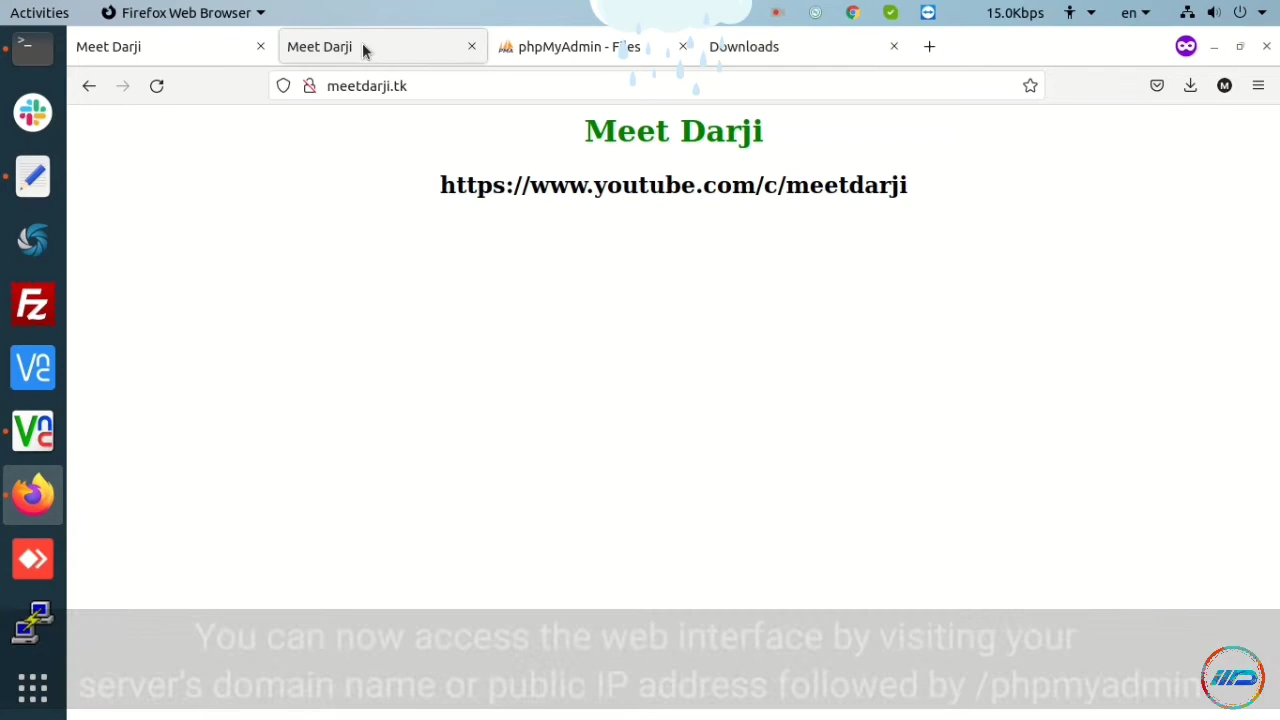 Activities Firefox Web Browser 15.0Kbps en
Meet Darji Meet Darji phpMyAdmin - Files Downloads
meetdarji.tk M
Meet Darji
https://www.youtube.com/c/meetdarji
You can now access the web interface by visiting your
server's domain name or public IP address followed by /phpmyadmin